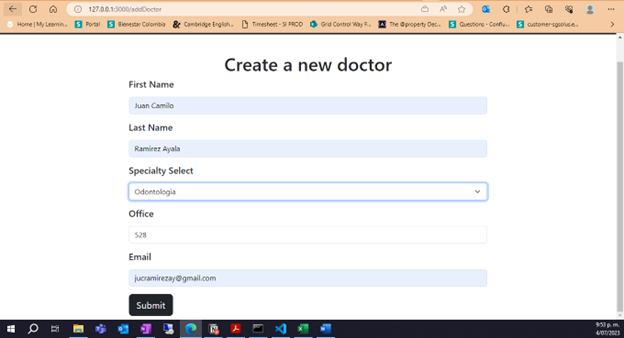 127.0.0.1:3000/addDoctor
Home | My Learnin...
Portal
Bienestar Colombia
Cambridge English...
Timesheet - SI PROD
Grid Control Way F...
The @property Dec...
Questions - Conflu...
customer-sgsolus.e...
Create a new doctor
First Name
Juan Camilo
Last Name
Ramirez Ayala
Specialty Select
Odontologia
Office
528
Email
jucramirezay@gmail.com
Submit
9:53 p. m.
4/07/2023